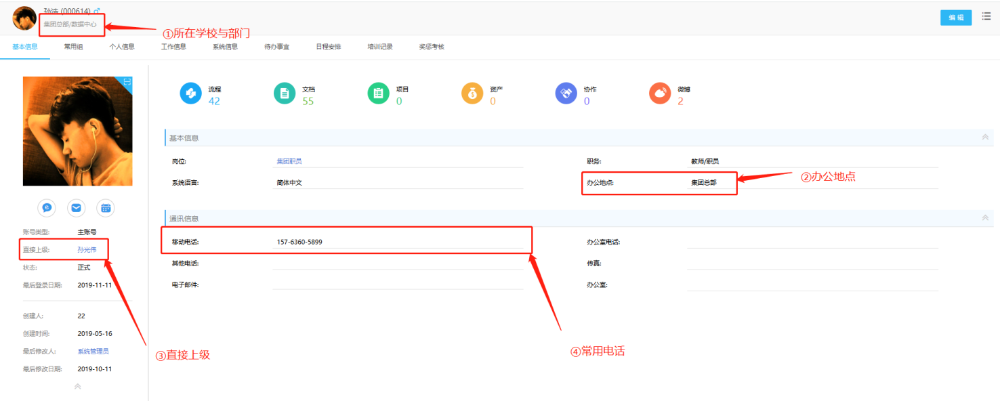 孙浩 (000614)
集团总部/数据中心
编辑
①所在学校与部门
基本信息 常用组 个人信息 工作信息 系统信息 待办事宜 日程安排 培训记录 奖惩考核
流程 42
文档 55
项目 0
资产 0
协作 0
微博 2
基本信息
岗位: 集团职员 职务: 教师/职员
系统语言: 简体中文 办公地点: 集团总部
②办公地点
通讯信息
移动电话: 157-6360-5899 办公室电话:
其他电话: 传真:
电子邮件: 办公室:
账号类型: 主账号
直接上级: 孙光伟
状态: 正式
最后登录日期: 2019-11-11
创建人: 22
创建时间: 2019-05-16
最后修改人: 系统管理员
最后修改日期: 2019-10-11
③直接上级
④常用电话